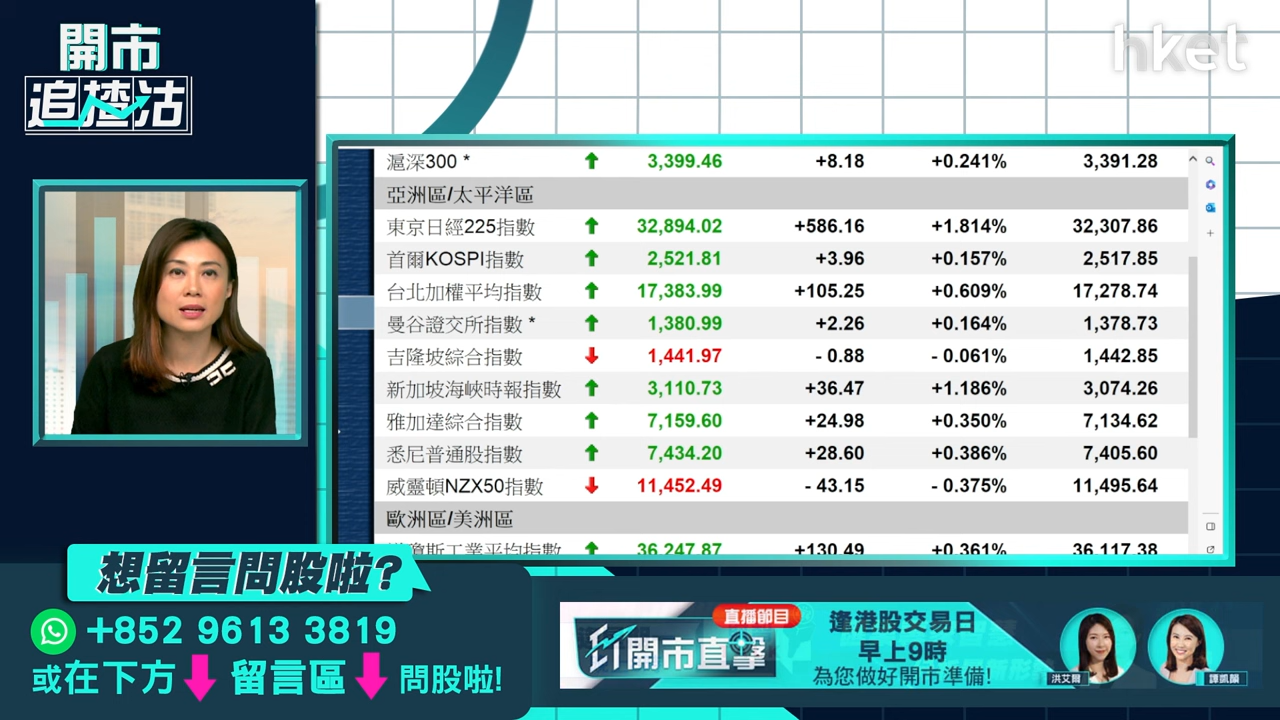 開市
追揸沽
hket
滬深300 * 3,399.46 +8.18 +0.241% 3,391.28
亞洲區/太平洋區
東京日經225指數 32,894.02 +586.16 +1.814% 32,307.86
首爾KOSPI指數 2,521.81 +3.96 +0.157% 2,517.85
台北加權平均指數 17,383.99 +105.25 +0.609% 17,278.74
曼谷證交所指數 * 1,380.99 +2.26 +0.164% 1,378.73
吉隆坡綜合指數 1,441.97 - 0.88 - 0.061% 1,442.85
新加坡海峽時報指數 3,110.73 +36.47 +1.186% 3,074.26
雅加達綜合指數 7,159.60 +24.98 +0.350% 7,134.62
悉尼普通股指數 7,434.20 +28.60 +0.386% 7,405.60
威靈頓NZX50指數 11,452.49 - 43.15 - 0.375% 11,495.64
歐洲區/美洲區
斯工業平均指數 36,247.87 +130.49 +0.361% 36,117.38
想留言問股啦?
+852 9613 3819
或在下方 留言區 問股啦!
直播節目
開市直擊
逢港股交易日
早上9時
為您做好開市準備!
洪艾爾
譚凱韻